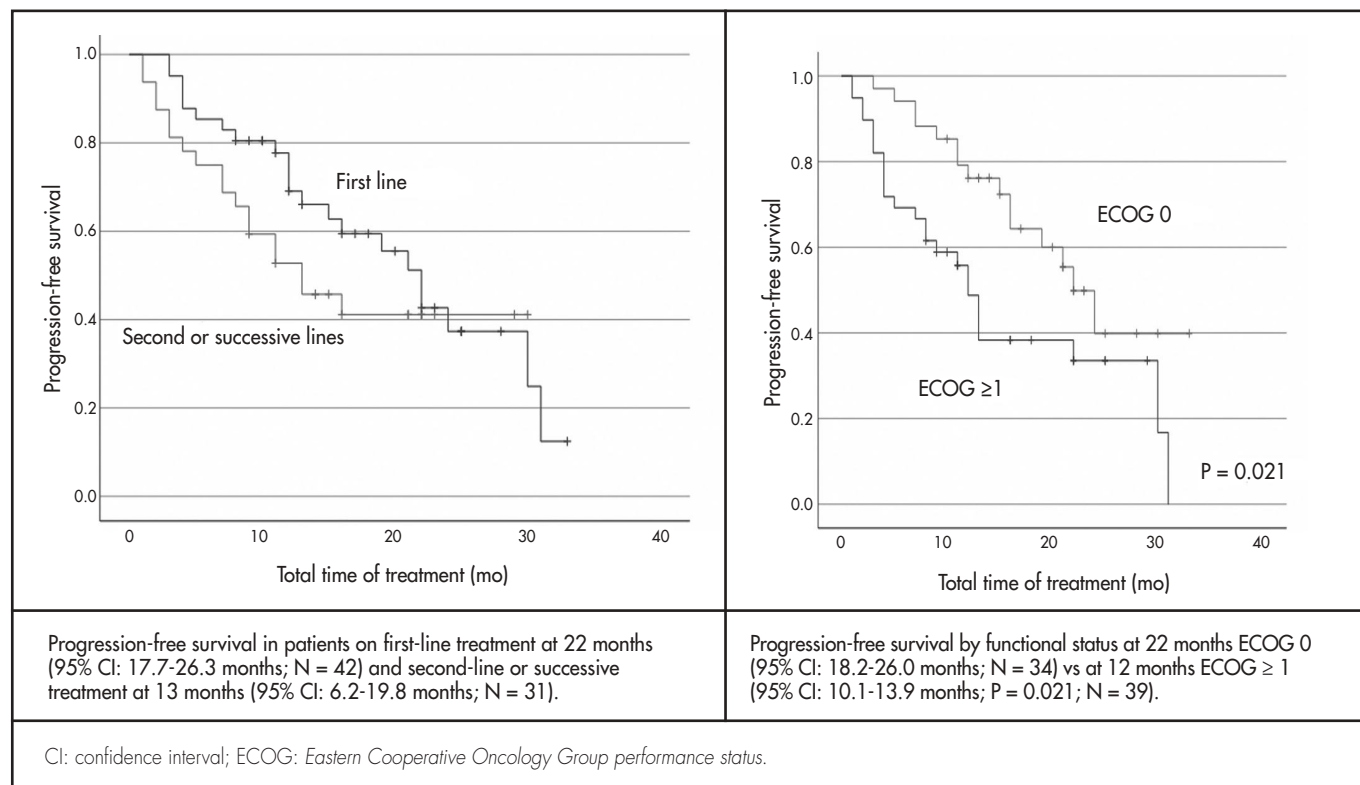 1.0
0.8
0.6
0.4
0.2
0.0
Progression-free survival
First line
Second or successive lines
0 10 20 30 40
Total time of treatment (mo)
1.0
0.8
0.6
0.4
0.2
0.0
Progression-free survival
ECOG 0
ECOG ≥1
P = 0.021
0 10 20 30 40
Total time of treatment (mo)
Progression-free survival in patients on first-line treatment at 22 months
(95% CI: 17.7-26.3 months; N = 42) and second-line or successive
treatment at 13 months (95% CI: 6.2-19.8 months; N = 31).
Progression-free survival by functional status at 22 months ECOG 0
(95% CI: 18.2-26.0 months; N = 34) vs at 12 months ECOG ≥ 1
(95% CI: 10.1-13.9 months; P = 0.021; N = 39).
CI: confidence interval; ECOG: Eastern Cooperative Oncology Group performance status.